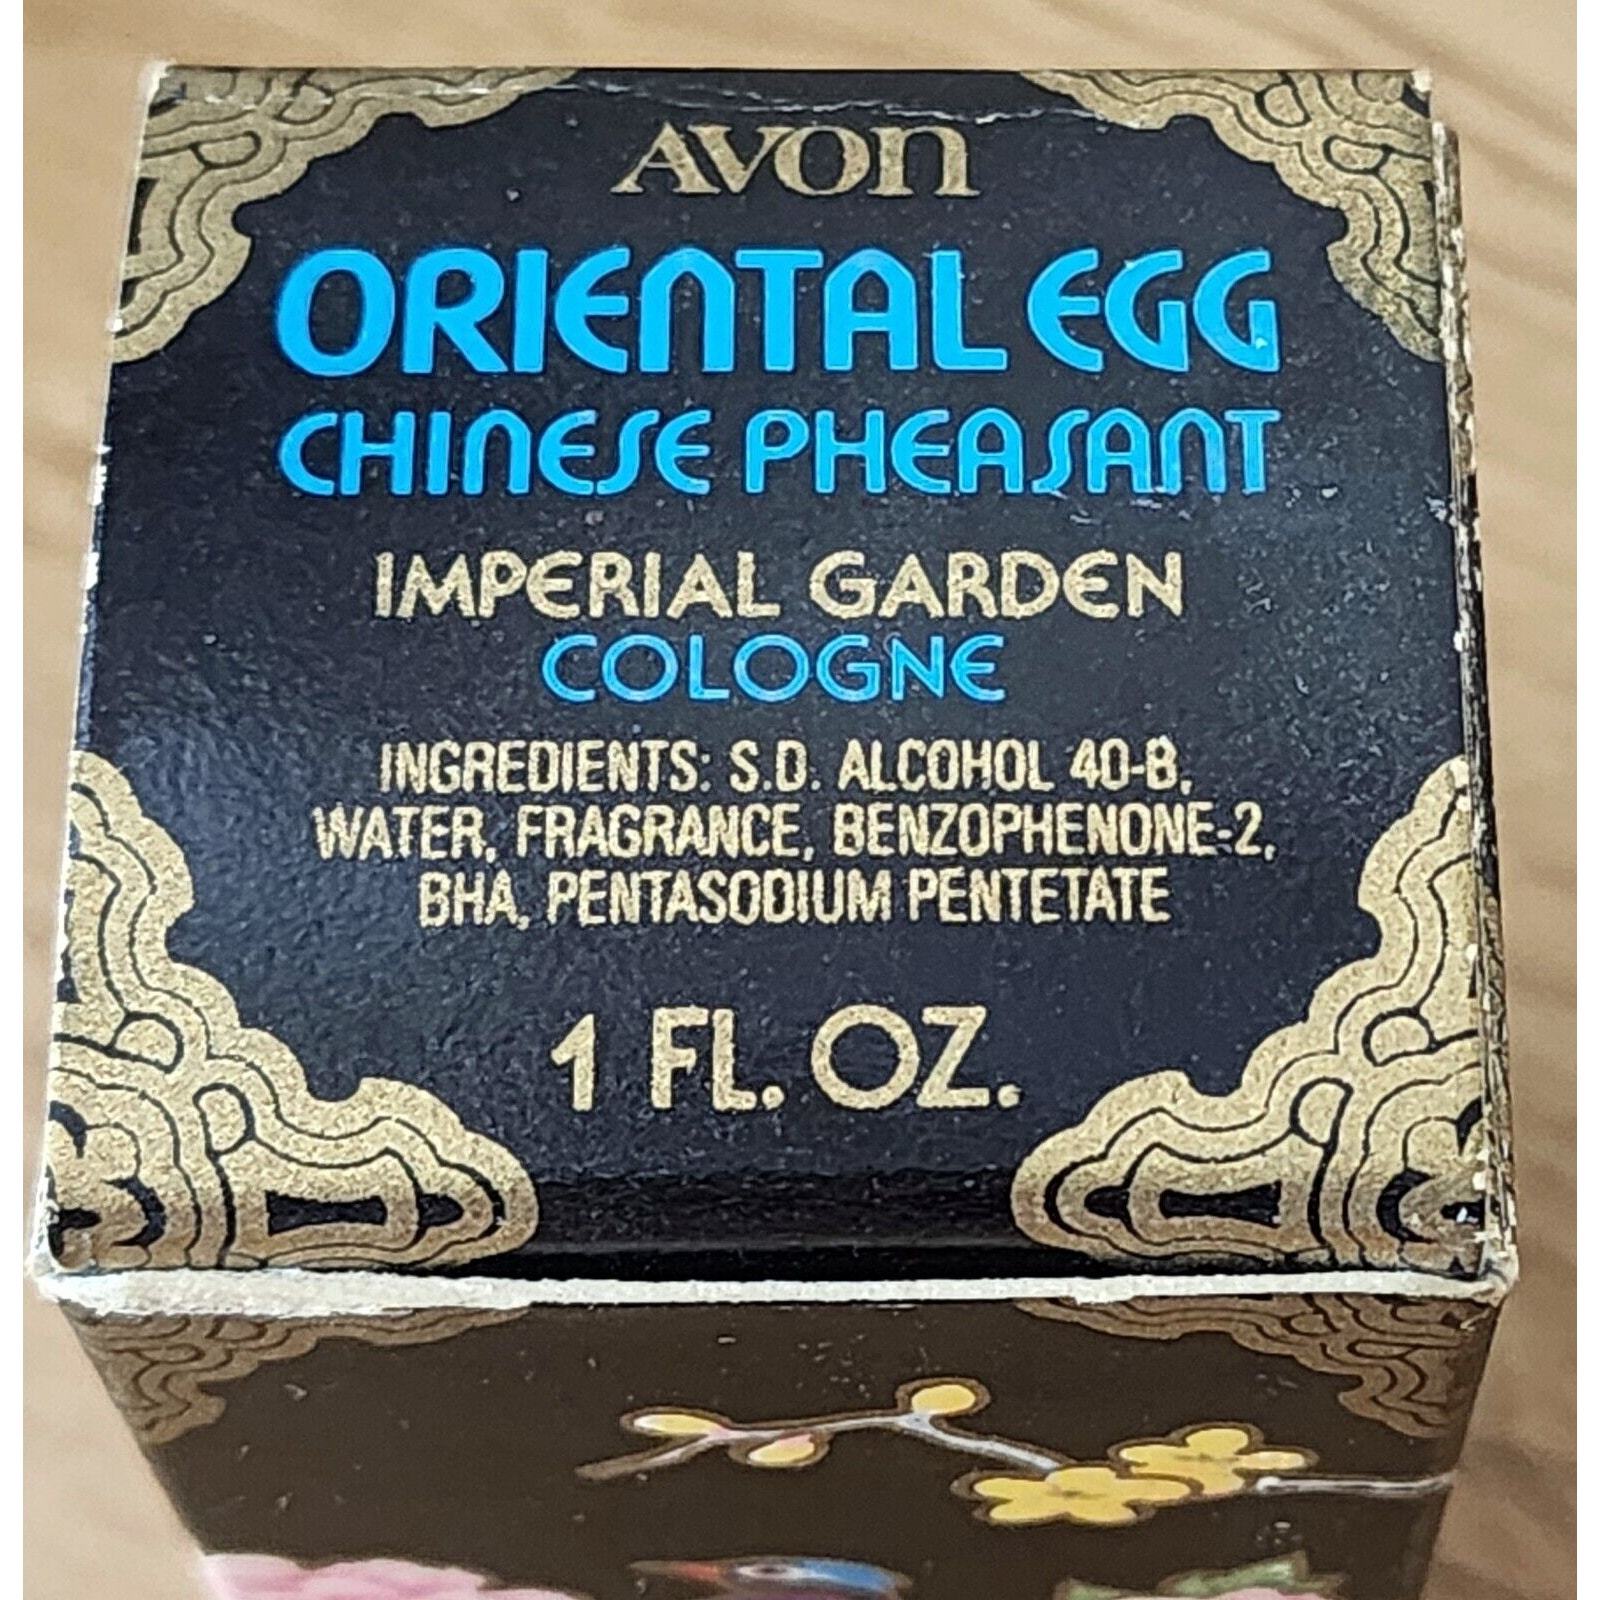 AVON
ORIENTAL EGG
CHINESE PHEASANT
IMPERIAL GARDEN
COLOGNE
INGREDIENTS: S.D. ALCOHOL 40-B,
WATER, FRAGRANCE, BENZOPHENONE-2,
BHA, PENTASODIUM PENTETATE
1 FL. OZ.